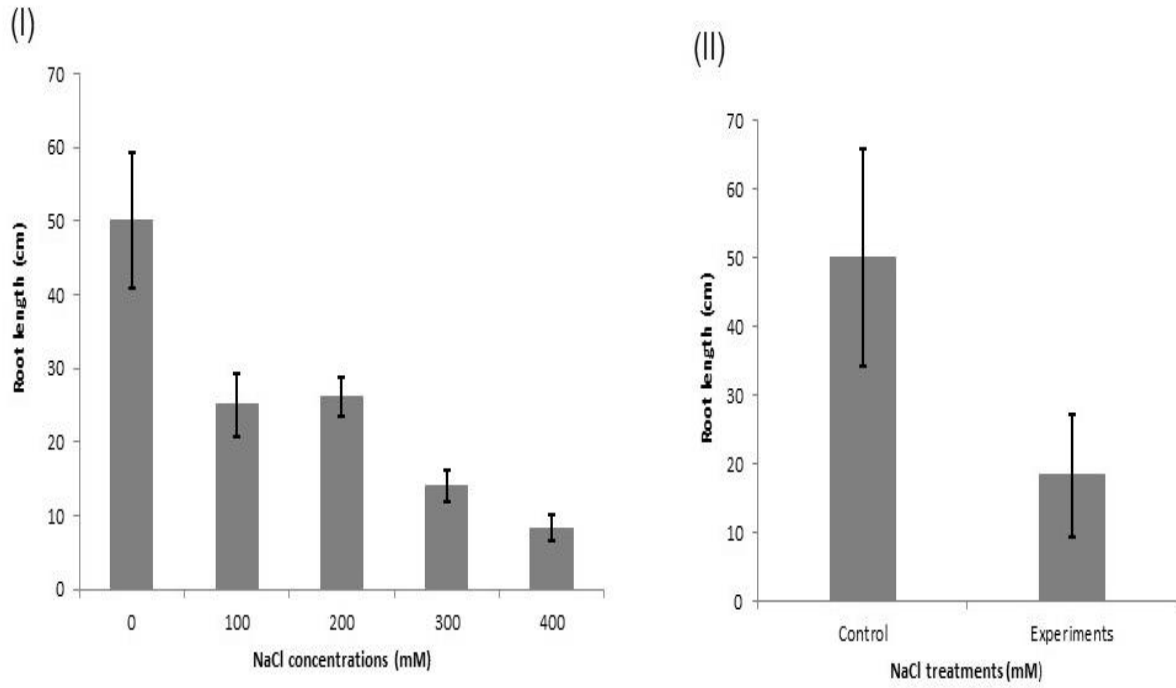 (I)
70
60
50
40
30
20
10
0
Root length (cm)
0 100 200 300 400
NaCl concentrations (mM)
(II)
70
60
50
40
30
20
10
0
Root length (cm)
Control Experiments
NaCl treatments (mM)